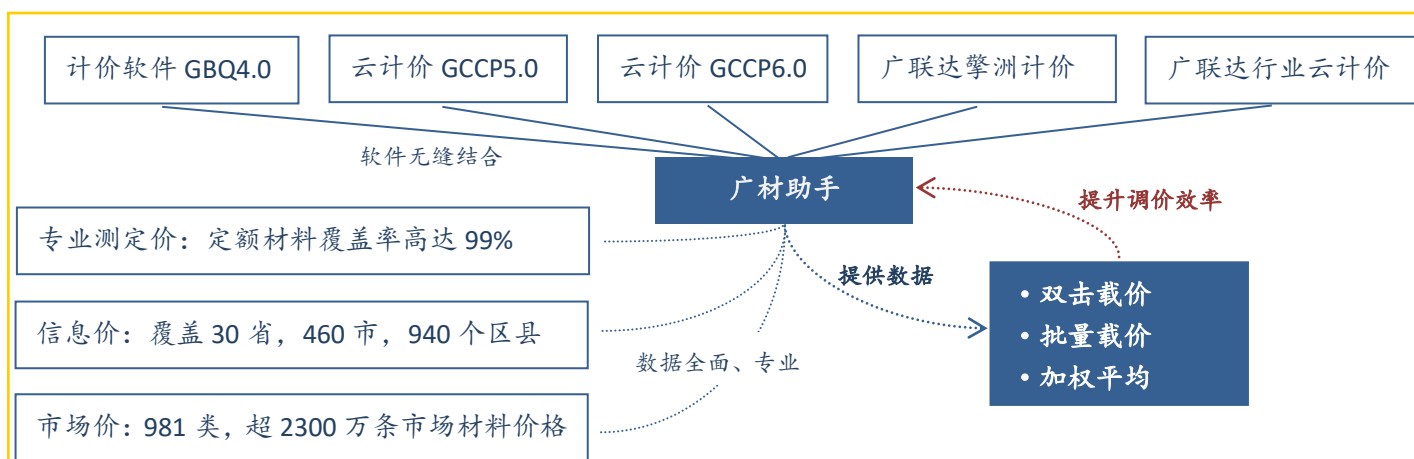 计价软件 GBQ4.0
云计价 GCCP5.0
云计价 GCCP6.0
广联达擎洲计价
广联达行业云计价
软件无缝结合
广材助手
提升调价效率
专业测定价：定额材料覆盖率高达 99%
提供数据
• 双击载价
• 批量载价
• 加权平均
信息价：覆盖 30 省，460 市，940 个区县
数据全面、专业
市场价：981 类，超 2300 万条市场材料价格